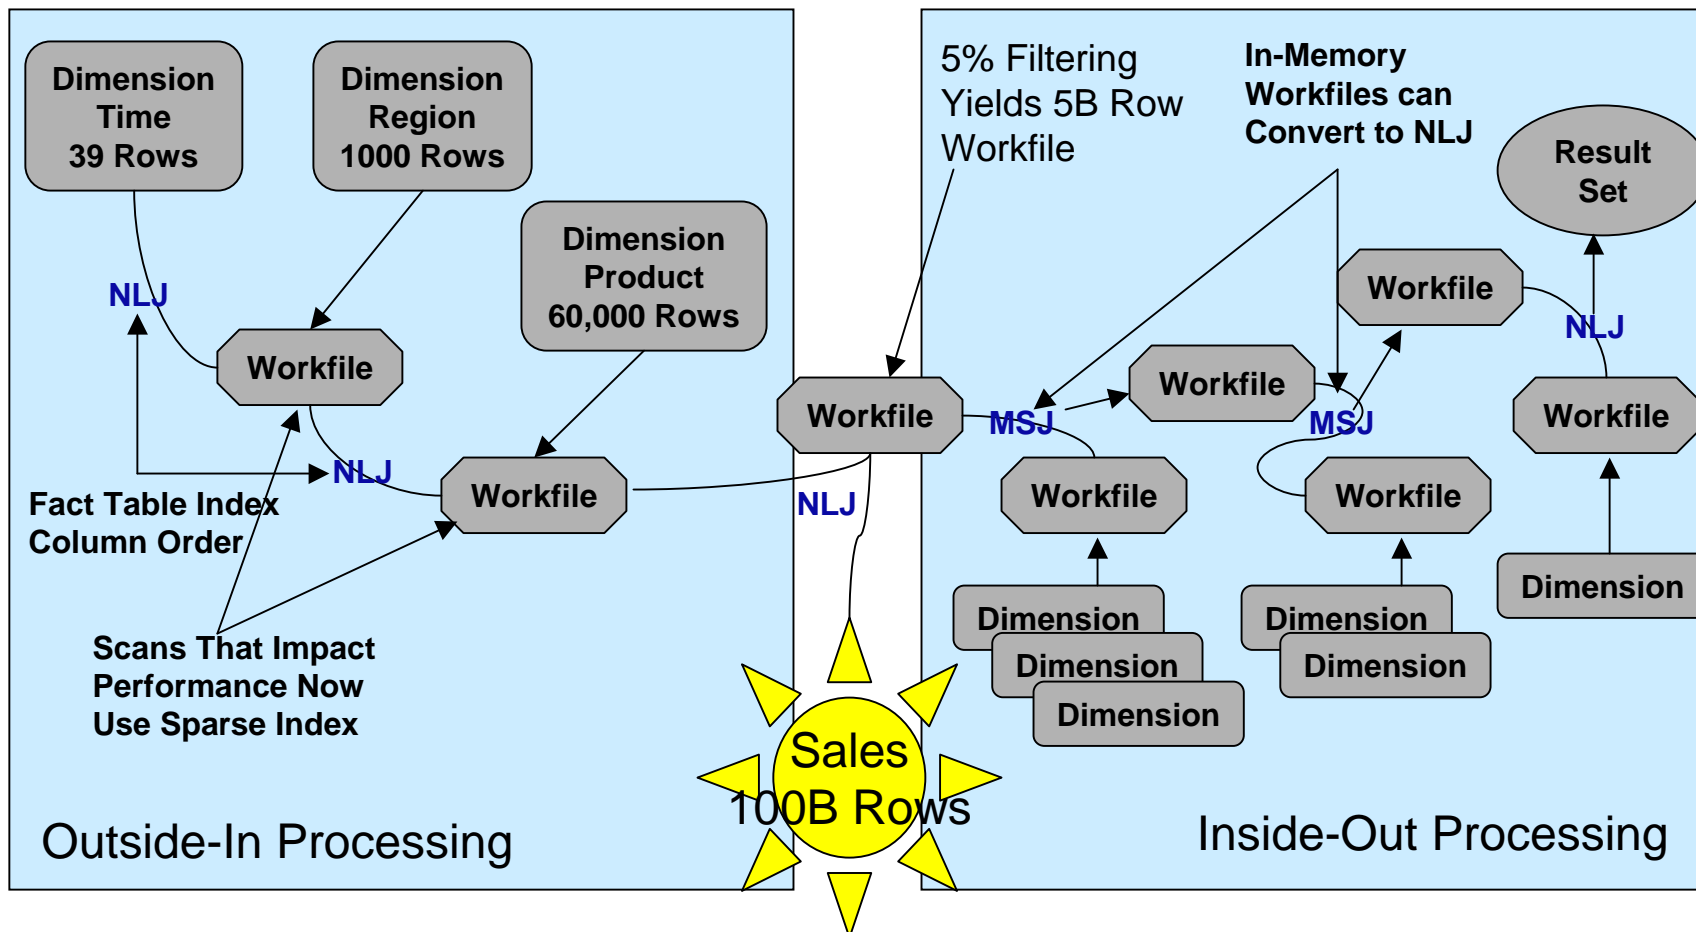 Dimension
Time
39 Rows
Dimension
Region
1000 Rows
Dimension
Product
60,000 Rows
NLJ
Workfile
NLJ
Workfile
Fact Table Index
Column Order
Scans That Impact
Performance Now
Use Sparse Index
Outside-In Processing
5% Filtering
Yields 5B Row
Workfile
Workfile
NLJ
Sales
100B Rows
In-Memory
Workfiles can
Convert to NLJ
Result
Set
Workfile
NLJ
Workfile
MSJ
MSJ
Workfile
Workfile
Workfile
Dimension
Dimension
Dimension
Dimension
Dimension
Dimension
Inside-Out Processing